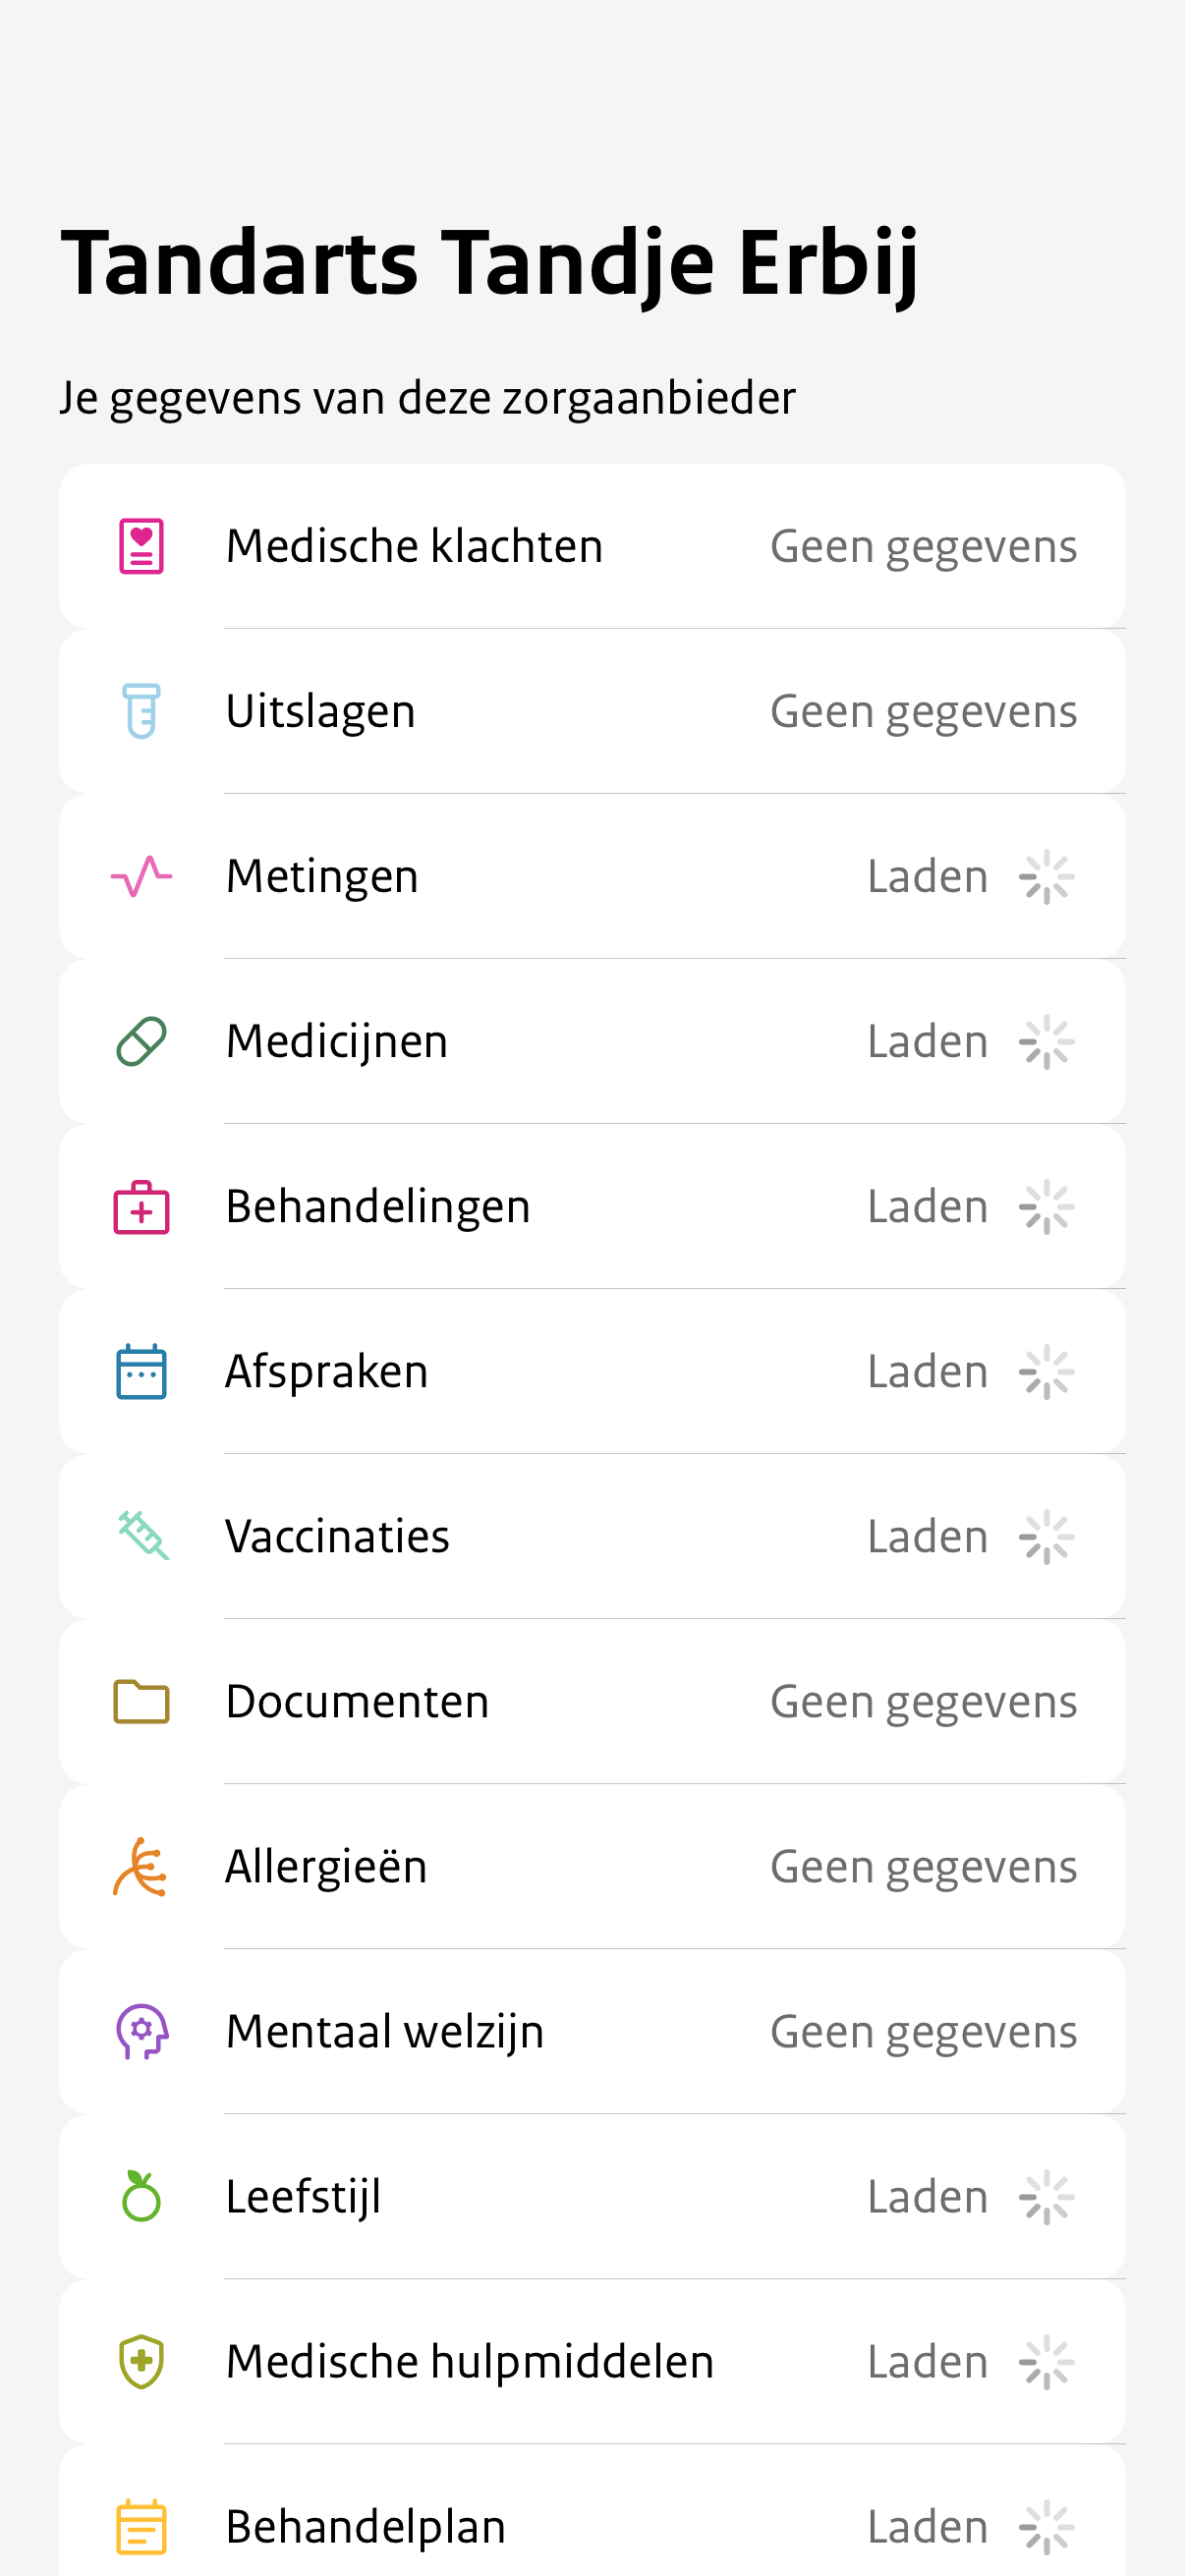 Tandarts Tandje Erbij
Je gegevens van deze zorgaanbieder
Medische klachten Geen gegevens
Uitslagen Geen gegevens
Metingen Laden
Medicijnen Laden
Behandelingen Laden
Afspraken Laden
Vaccinaties Laden
Documenten Geen gegevens
Allergieën Geen gegevens
Mentaal welzijn Geen gegevens
Leefstijl Laden
Medische hulpmiddelen Laden
Behandelplan Laden